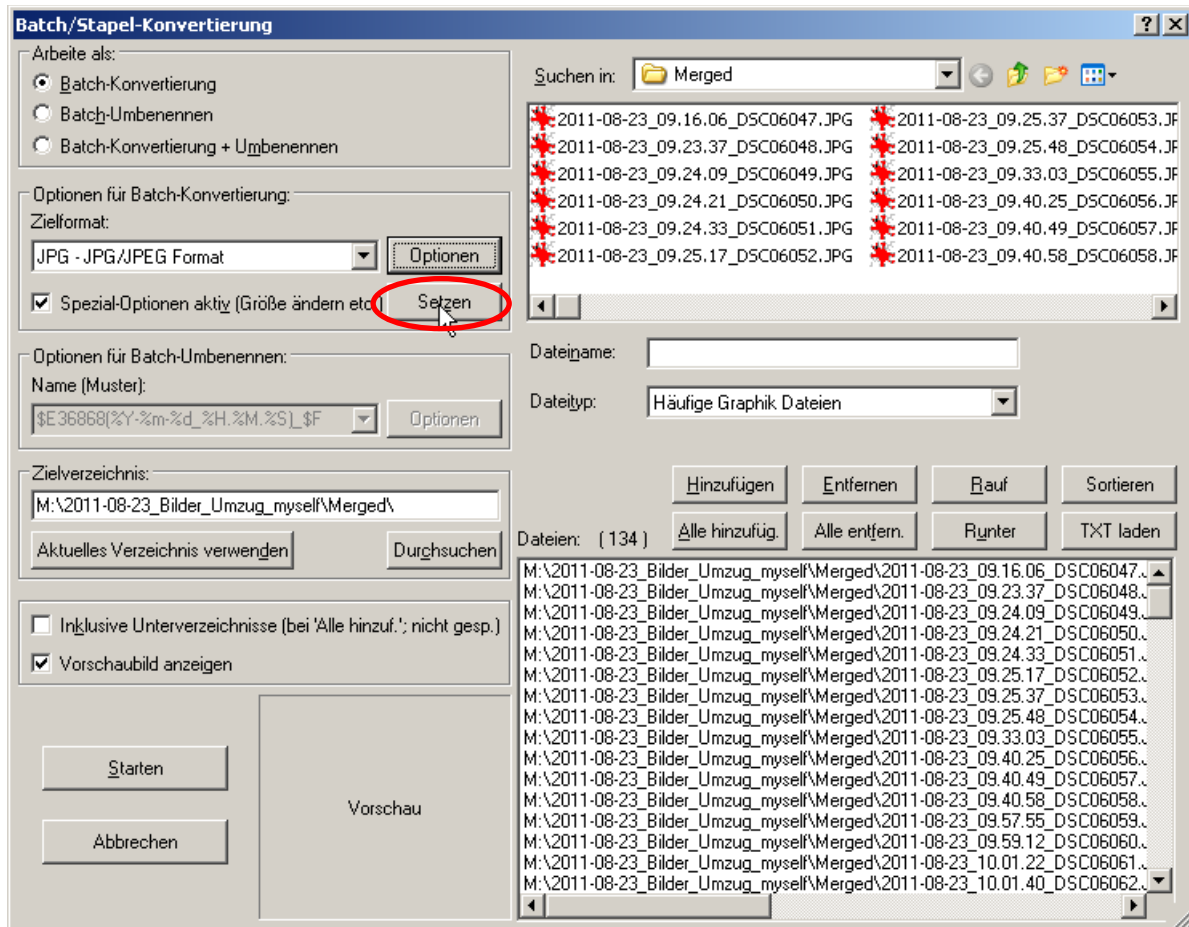 Batch/Stapel-Konvertierung
Arbeite als:
Batch-Konvertierung
Batch-Umbenennen
Batch-Konvertierung + Umbenennen
Optionen für Batch-Konvertierung:
Zielformat:
JPG - JPG/JPEG Format
Optionen
Spezial-Optionen aktiv (Größe ändern etc.)
Setzen
Optionen für Batch-Umbenennen:
Name (Muster):
$E36868(%Y-%m-%d_%H.%M.%S)_$F
Optionen
Zielverzeichnis:
M:\2011-08-23_Bilder_Umzug_myself\Merged\
Aktuelles Verzeichnis verwenden
Durchsuchen
Inklusive Unterverzeichnisse (bei 'Alle hinzuf.'; nicht gesp.)
Vorschaubild anzeigen
Starten
Abbrechen
Vorschau
Suchen in:
Merged
2011-08-23_09.16.06_DSC06047.JPG
2011-08-23_09.23.37_DSC06048.JPG
2011-08-23_09.24.09_DSC06049.JPG
2011-08-23_09.24.21_DSC06050.JPG
2011-08-23_09.24.33_DSC06051.JPG
2011-08-23_09.25.17_DSC06052.JPG
2011-08-23_09.25.37_DSC06053.JP
2011-08-23_09.25.48_DSC06054.JP
2011-08-23_09.33.03_DSC06055.JP
2011-08-23_09.40.25_DSC06056.JP
2011-08-23_09.40.49_DSC06057.JP
2011-08-23_09.40.58_DSC06058.JP
Dateiname:
Dateityp:
Häufige Graphik Dateien
Hinzufügen
Entfernen
Rauf
Sortieren
Dateien: (134)
Alle hinzufüg.
Alle entfern.
Runter
TXT laden
M:\2011-08-23_Bilder_Umzug_myself\Merged\2011-08-23_09.16.06_DSC06047.
M:\2011-08-23_Bilder_Umzug_myself\Merged\2011-08-23_09.23.37_DSC06048.
M:\2011-08-23_Bilder_Umzug_myself\Merged\2011-08-23_09.24.09_DSC06049.
M:\2011-08-23_Bilder_Umzug_myself\Merged\2011-08-23_09.24.21_DSC06050.
M:\2011-08-23_Bilder_Umzug_myself\Merged\2011-08-23_09.24.33_DSC06051.
M:\2011-08-23_Bilder_Umzug_myself\Merged\2011-08-23_09.25.17_DSC06052.
M:\2011-08-23_Bilder_Umzug_myself\Merged\2011-08-23_09.25.37_DSC06053.
M:\2011-08-23_Bilder_Umzug_myself\Merged\2011-08-23_09.25.48_DSC06054.
M:\2011-08-23_Bilder_Umzug_myself\Merged\2011-08-23_09.33.03_DSC06055.
M:\2011-08-23_Bilder_Umzug_myself\Merged\2011-08-23_09.40.25_DSC06056.
M:\2011-08-23_Bilder_Umzug_myself\Merged\2011-08-23_09.40.49_DSC06057.
M:\2011-08-23_Bilder_Umzug_myself\Merged\2011-08-23_09.40.58_DSC06058.
M:\2011-08-23_Bilder_Umzug_myself\Merged\2011-08-23_09.57.55_DSC06059.
M:\2011-08-23_Bilder_Umzug_myself\Merged\2011-08-23_09.59.12_DSC06060.
M:\2011-08-23_Bilder_Umzug_myself\Merged\2011-08-23_10.01.22_DSC06061.
M:\2011-08-23_Bilder_Umzug_myself\Merged\2011-08-23_10.01.40_DSC06062.